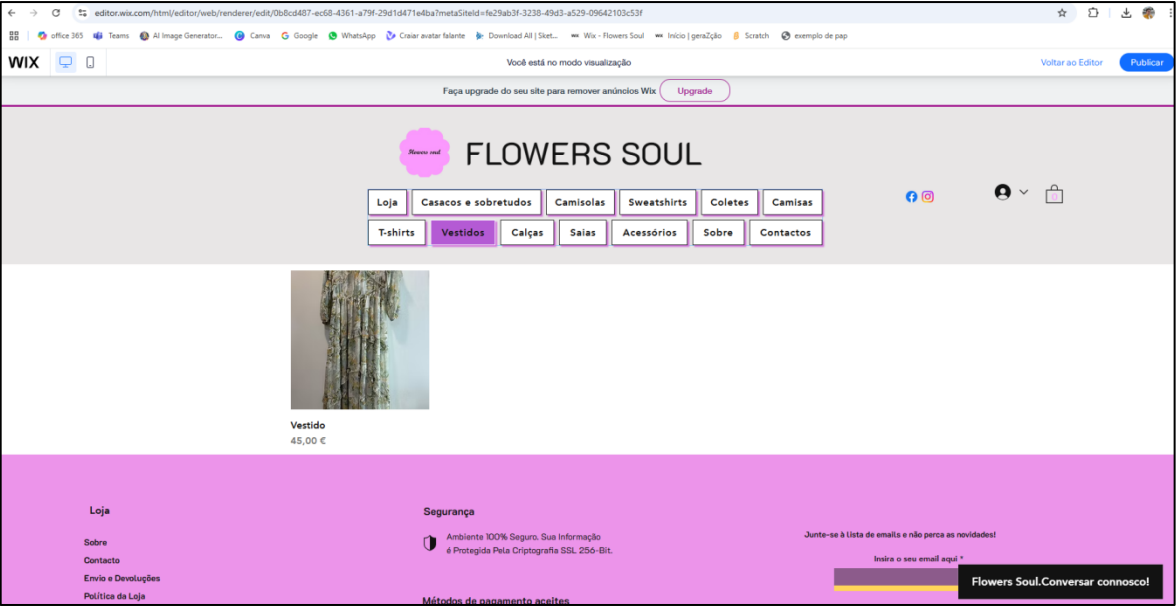 editor.wix.com/html/editor/web/renderer/edit/0b8cd487-ec68-4361-a79f-29d1d471e4ba?metaSiteId=fe29ab3f-3238-49d3-a529-09642103c53f
office 365 Teams AI Image Generator... Canva Google WhatsApp Craiar avatar falante Download All | Sket... Wix - Flowers Soul Início | geraZção Scratch exemplo de pap
WIX Você está no modo visualização Voltar ao Editor Publicar
Faça upgrade do seu site para remover anúncios Wix Upgrade
Flowers soul FLOWERS SOUL
Loja Casacos e sobretudos Camisolas Sweatshirts Coletes Camisas
0
T-shirts Vestidos Calças Saias Acessórios Sobre Contactos
Vestido
45,00 €
Loja
Sobre
Contacto
Envio e Devoluções
Política da Loja
Segurança
Ambiente 100% Seguro. Sua Informação
é Protegida Pela Criptografia SSL 256-Bit.
Métodos de pagamento aceites
Junte-se à lista de emails e não perca as novidades!
Insira o seu email aqui *
Flowers Soul.Conversar connosco!